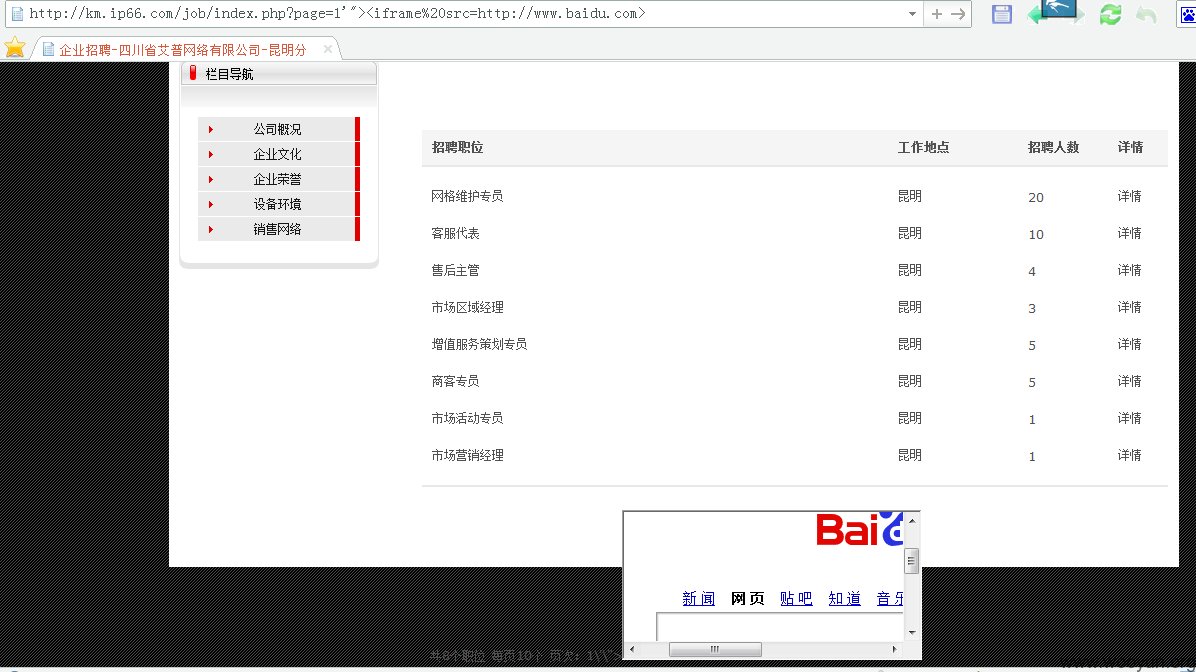 http://km.ip66.com/job/index.php?page=1'"><iframe%20src=http://www.baidu.com>
企业招聘-四川省艾普网络有限公司-昆明分
栏目导航
公司概况
企业文化
企业荣誉
设备环境
销售网络
招聘职位 工作地点 招聘人数 详情
网格维护专员 昆明 20 详情
客服代表 昆明 10 详情
售后主管 昆明 4 详情
市场区域经理 昆明 3 详情
增值服务策划专员 昆明 5 详情
商客专员 昆明 5 详情
市场活动专员 昆明 1 详情
市场营销经理 昆明 1 详情
Bai
新闻 网页 贴吧 知道 音乐
共8个职位 每页10个 页次：1\'\">